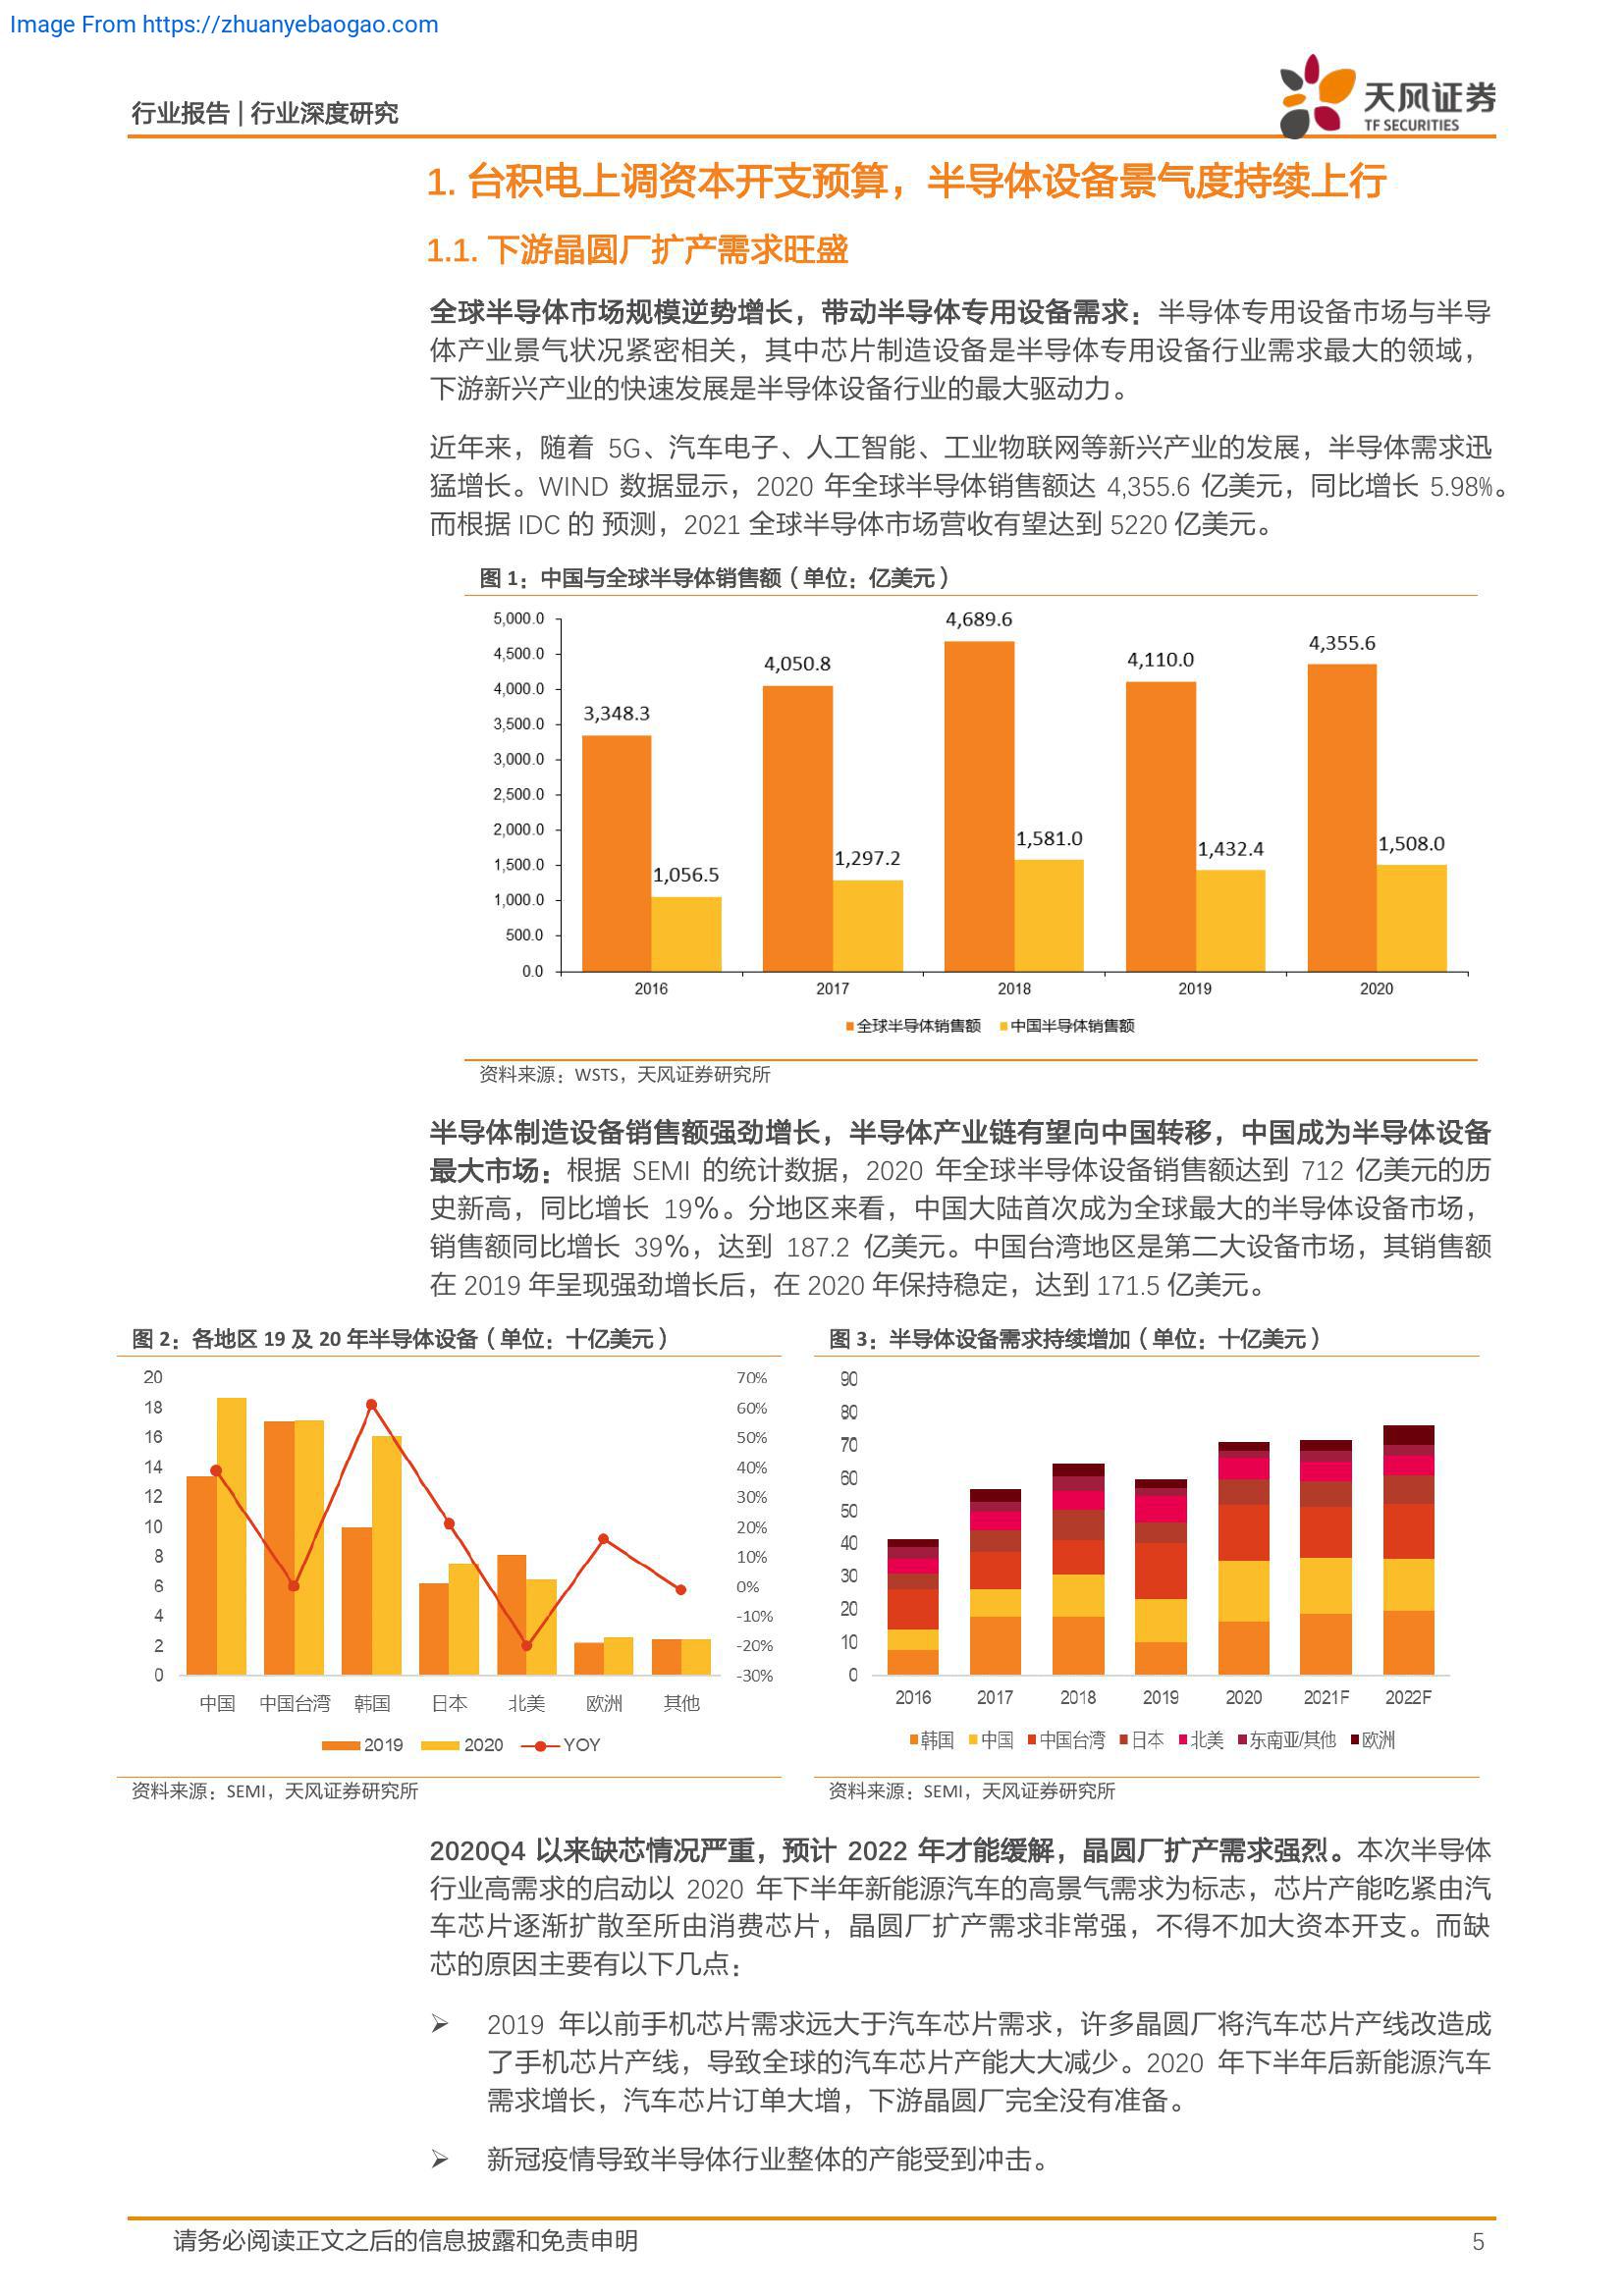 Image From https://zhuanyebaogao.com
行业报告 | 行业深度研究
天风证券
TF SECURITIES
1. 台积电上调资本开支预算，半导体设备景气度持续上行
1.1. 下游晶圆厂扩产需求旺盛
全球半导体市场规模逆势增长，带动半导体专用设备需求：半导体专用设备市场与半导
体产业景气状况紧密相关，其中芯片制造设备是半导体专用设备行业需求最大的领域，
下游新兴产业的快速发展是半导体设备行业的最大驱动力。
近年来，随着 5G、汽车电子、人工智能、工业物联网等新兴产业的发展，半导体需求迅
猛增长。WIND 数据显示，2020 年全球半导体销售额达 4,355.6 亿美元，同比增长 5.98%。
而根据 IDC 的 预测，2021 全球半导体市场营收有望达到 5220 亿美元。
图 1：中国与全球半导体销售额（单位：亿美元）
5,000.0
4,500.0
4,000.0
3,500.0
3,000.0
2,500.0
2,000.0
1,500.0
1,000.0
500.0
0.0
3,348.3
1,056.5
4,050.8
1,297.2
4,689.6
1,581.0
4,110.0
1,432.4
4,355.6
1,508.0
2016 2017 2018 2019 2020
全球半导体销售额 中国半导体销售额
资料来源：WSTS，天风证券研究所
半导体制造设备销售额强劲增长，半导体产业链有望向中国转移，中国成为半导体设备
最大市场：根据 SEMI 的统计数据，2020 年全球半导体设备销售额达到 712 亿美元的历
史新高，同比增长 19%。分地区来看，中国大陆首次成为全球最大的半导体设备市场，
销售额同比增长 39%，达到 187.2 亿美元。中国台湾地区是第二大设备市场，其销售额
在 2019 年呈现强劲增长后，在 2020 年保持稳定，达到 171.5 亿美元。
图 2：各地区 19 及 20 年半导体设备（单位：十亿美元）
20
18
16
14
12
10
8
6
4
2
0
70%
60%
50%
40%
30%
20%
10%
0%
-10%
-20%
-30%
中国 中国台湾 韩国 日本 北美 欧洲 其他
2019 2020 YOY
资料来源：SEMI，天风证券研究所
图 3：半导体设备需求持续增加（单位：十亿美元）
90
80
70
60
50
40
30
20
10
0
2016 2017 2018 2019 2020 2021F 2022F
韩国 中国 中国台湾 日本 北美 东南亚/其他 欧洲
资料来源：SEMI，天风证券研究所
2020Q4 以来缺芯情况严重，预计 2022 年才能缓解，晶圆厂扩产需求强烈。本次半导体
行业高需求的启动以 2020 年下半年新能源汽车的高景气需求为标志，芯片产能吃紧由汽
车芯片逐渐扩散至所由消费芯片，晶圆厂扩产需求非常强，不得不加大资本开支。而缺
芯的原因主要有以下几点：
➢ 2019 年以前手机芯片需求远大于汽车芯片需求，许多晶圆厂将汽车芯片产线改造成
了手机芯片产线，导致全球的汽车芯片产能大大减少。2020 年下半年后新能源汽车
需求增长，汽车芯片订单大增，下游晶圆厂完全没有准备。
➢ 新冠疫情导致半导体行业整体的产能受到冲击。
请务必阅读正文之后的信息披露和免责申明
5